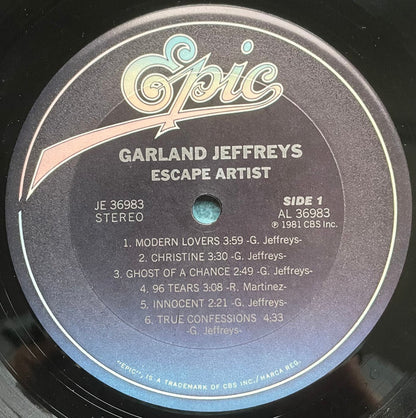 Epic
GARLAND JEFFREYS
ESCAPE ARTIST
JE 36983
STEREO
SIDE 1
AL 36983
℗ 1981 CBS Inc.
1. MODERN LOVERS 3:59 -G. Jeffreys-
2. CHRISTINE 3:30 -G. Jeffreys-
3. GHOST OF A CHANCE 2:49 -G. Jeffreys-
4. 96 TEARS 3:08 -R. Martinez-
5. INNOCENT 2:21 -G. Jeffreys-
6. TRUE CONFESSIONS 4:33
-G. Jeffreys-
"EPIC", IS A TRADEMARK OF CBS INC./MARCA REG.